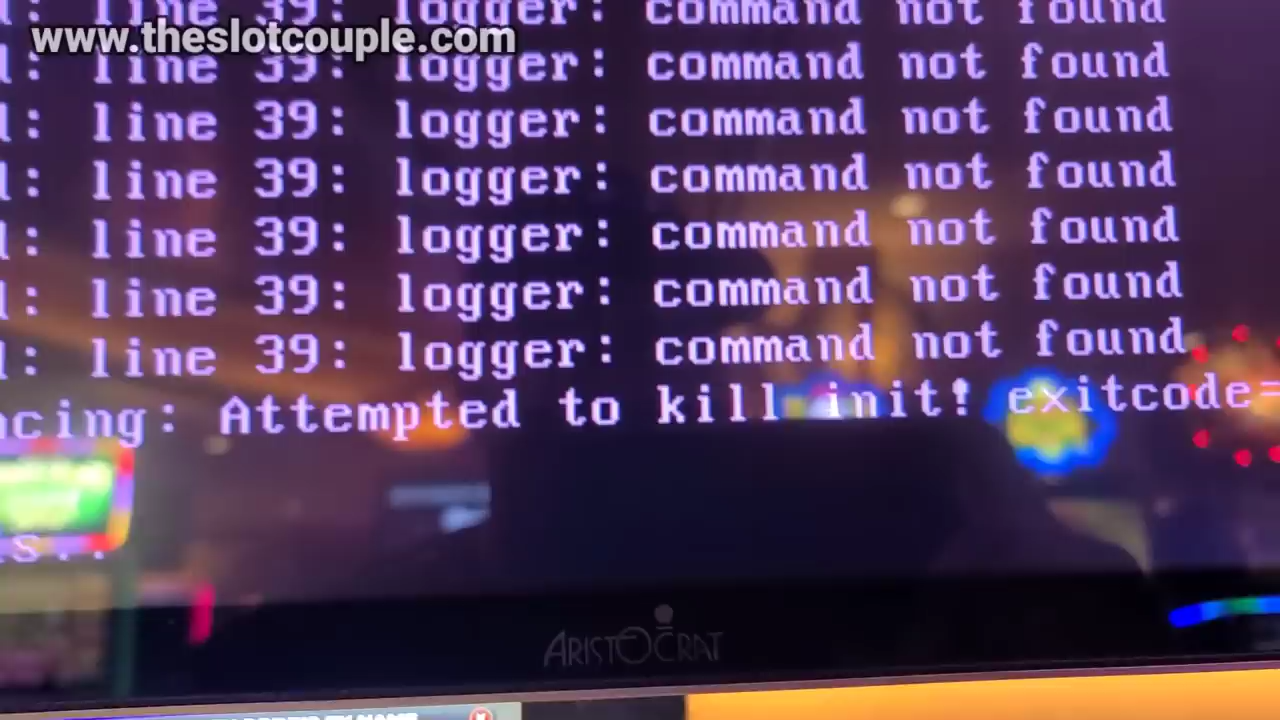 line 39: logger: command not found
www.theslotcouple.com
line 39: logger: command not found
line 39: logger: command not found
line 39: logger: command not found
line 39: logger: command not found
line 39: logger: command not found
line 39: logger: command not found
Attempted to kill init! exitcode=
ARISTOCRAT